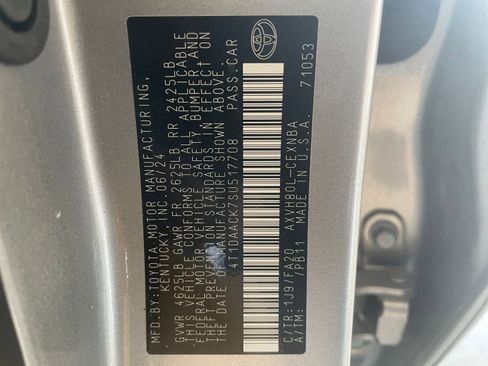 MFD.BY:TOYOTA MOTOR MANUFACTURING,
KENTUCKY,INC.06/24
GVWR 4625LB GAWR FR 2625LB RR 2425LB
THIS VEHICLE CONFORMS TO ALL APPLICABLE
FEDERAL MOTOR VEHICLE SAFETY, BUMPER,AND
THEFT PREVENTION STANDARDS IN EFFECT ON
THE DATE OF MANUFACTURE SHOWN ABOVE.
4T1DAACK7SU517708 PASS.CAR
C/TR:1J9/FA20 AXVH80L-CEXNBA
A/TM: /PB11 MADE IN U.S.A. 71053